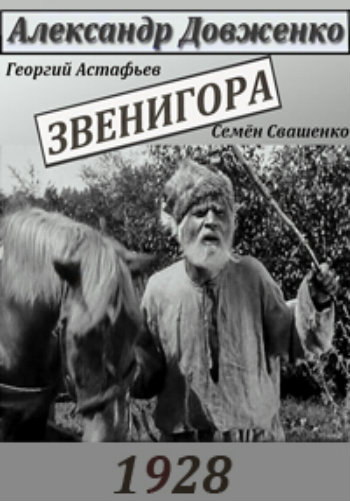 Александр Довженко
Георгий Астафьев
ЗВЕНИГОРА
Семён Свашенко
1928